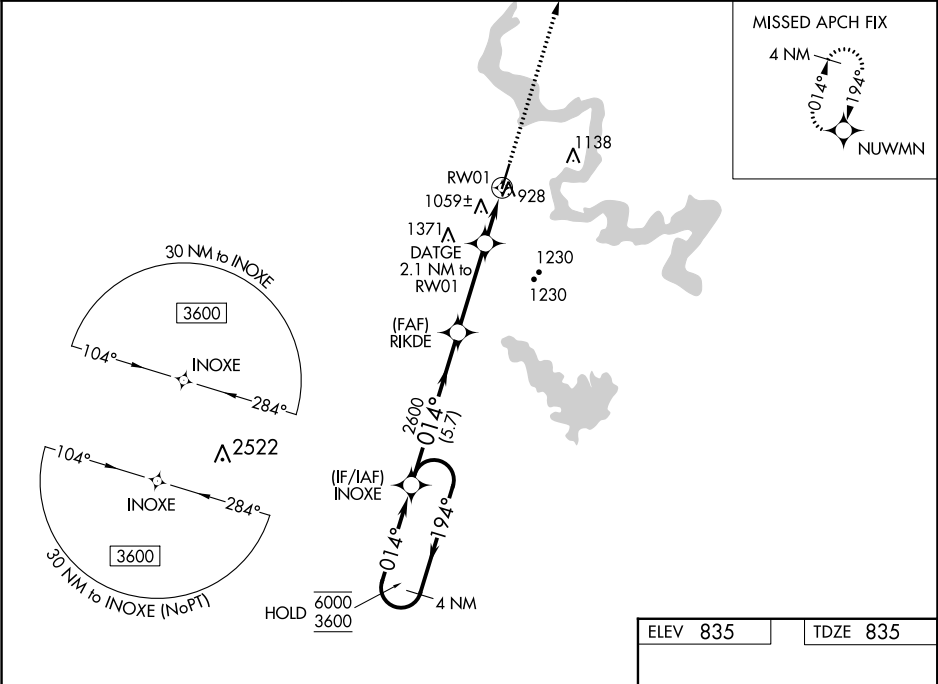 MISSED APCH FIX
4 NM
014°
194°
NUWMN
1138
RW01
928
1059±
1371
DATGE
2.1 NM to
RW01
1230
1230
30 NM to INOXE
3600
104°
INOXE
284°
(FAF)
RIKDE
2600
014°
(5.7)
2522
104°
INOXE
284°
3600
30 NM to INOXE (NoPT)
(IF/IAF)
INOXE
014°
194°
HOLD
6000
3600
4 NM
ELEV 835
TDZE 835